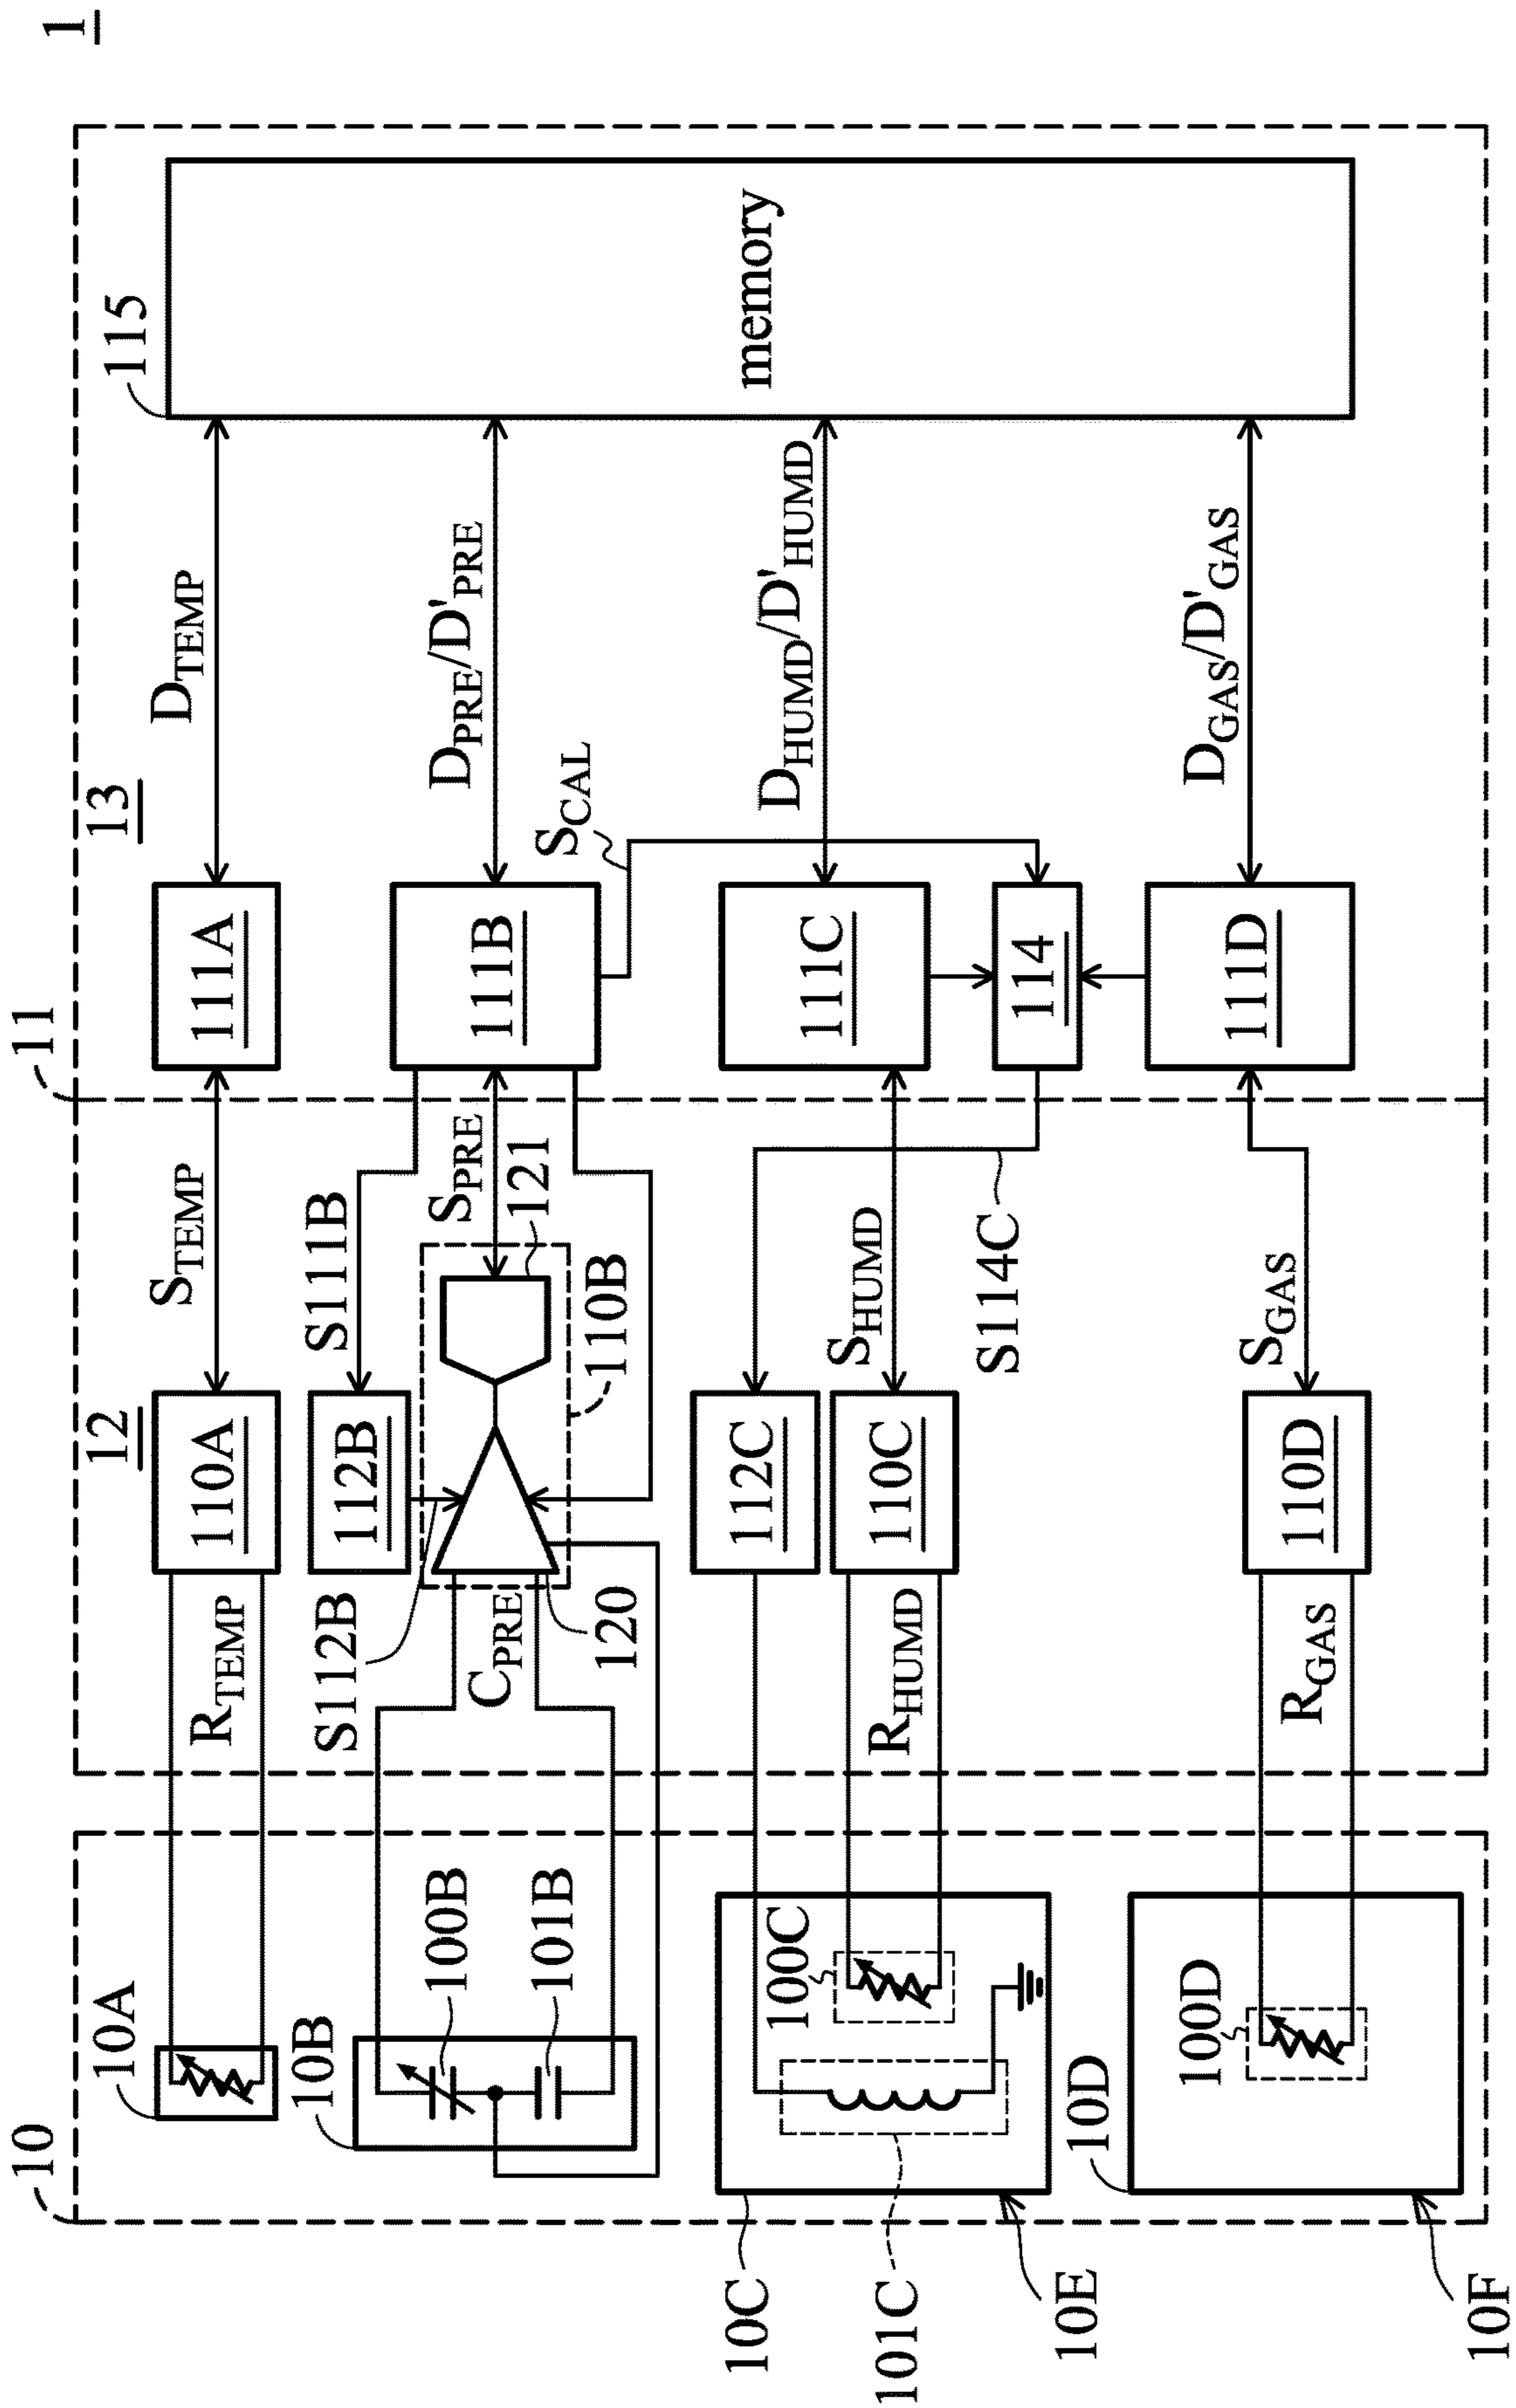 1
10
11
12
13
10A
R_TEMP
110A
S_TEMP
111A
D_TEMP
115
memory
10B
100B
101B
S112B
C_PRE
120
112B
S111B
S_PRE
121
110B
111B
D_PRE/D'_PRE
S_CAL
10C
101C
10E
100C
R_HUMD
112C
110C
S_HUMD
S114C
111C
114
D_HUMD/D'_HUMD
10D
10F
100D
R_GAS
110D
S_GAS
111D
D_GAS/D'_GAS